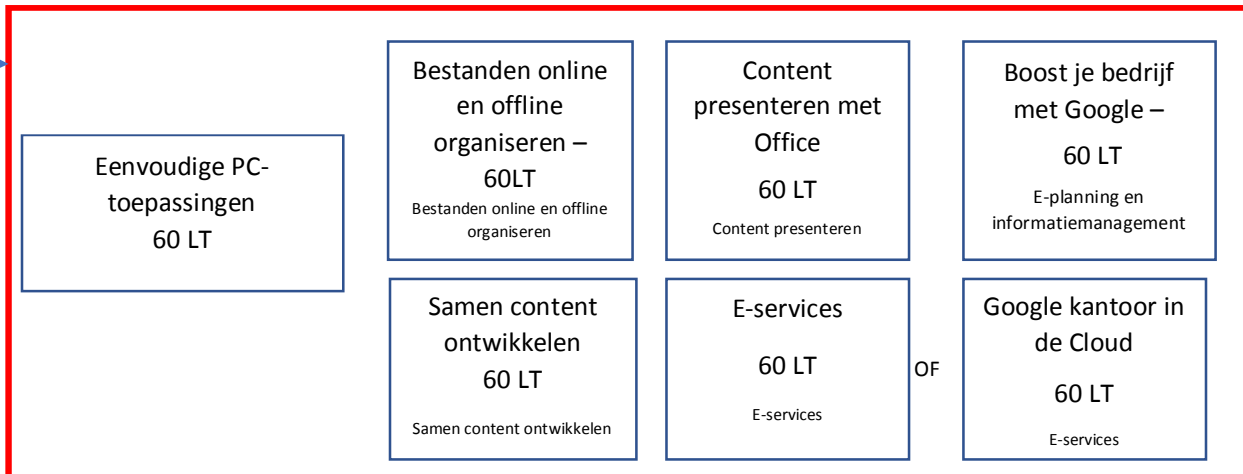 Eenvoudige PC-
toepassingen
60 LT
Bestanden online
en offline
organiseren –
60LT
Bestanden online en offline
organiseren
Content
presenteren met
Office
60 LT
Content presenteren
Boost je bedrijf
met Google –
60 LT
E-planning en
informatiemanagement
Samen content
ontwikkelen
60 LT
Samen content ontwikkelen
E-services
60 LT
E-services
OF
Google kantoor in
de Cloud
60 LT
E-services